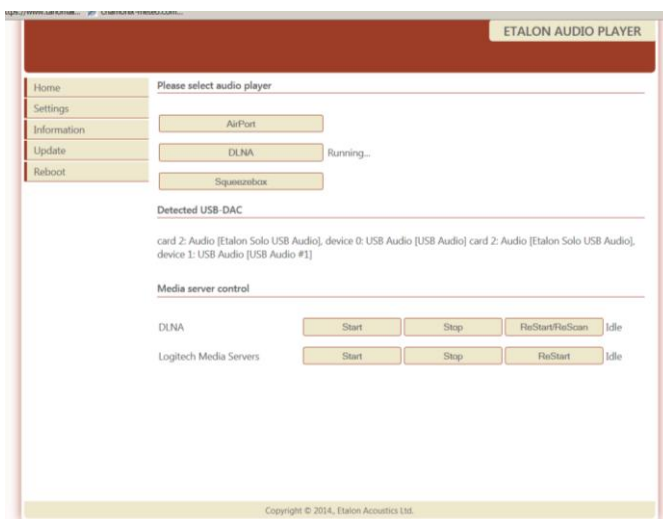 ETALON AUDIO PLAYER
Home
Settings
Information
Update
Reboot
Please select audio player
AirPort
DLNA Running...
Squeezebox
Detected USB-DAC
card 2: Audio [Etalon Solo USB Audio], device 0: USB Audio [USB Audio] card 2: Audio [Etalon Solo USB Audio],
device 1: USB Audio [USB Audio #1]
Media server control
DLNA Start Stop ReStart/ReScan Idle
Logitech Media Servers Start Stop ReStart Idle
Copyright © 2014., Etalon Acoustics Ltd.